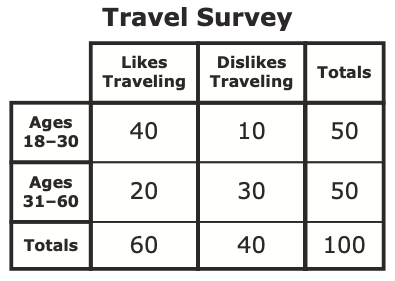 Travel Survey
Likes
Traveling
Dislikes
Traveling
Totals
Ages
18–30
40
10
50
Ages
31–60
20
30
50
Totals
60
40
100